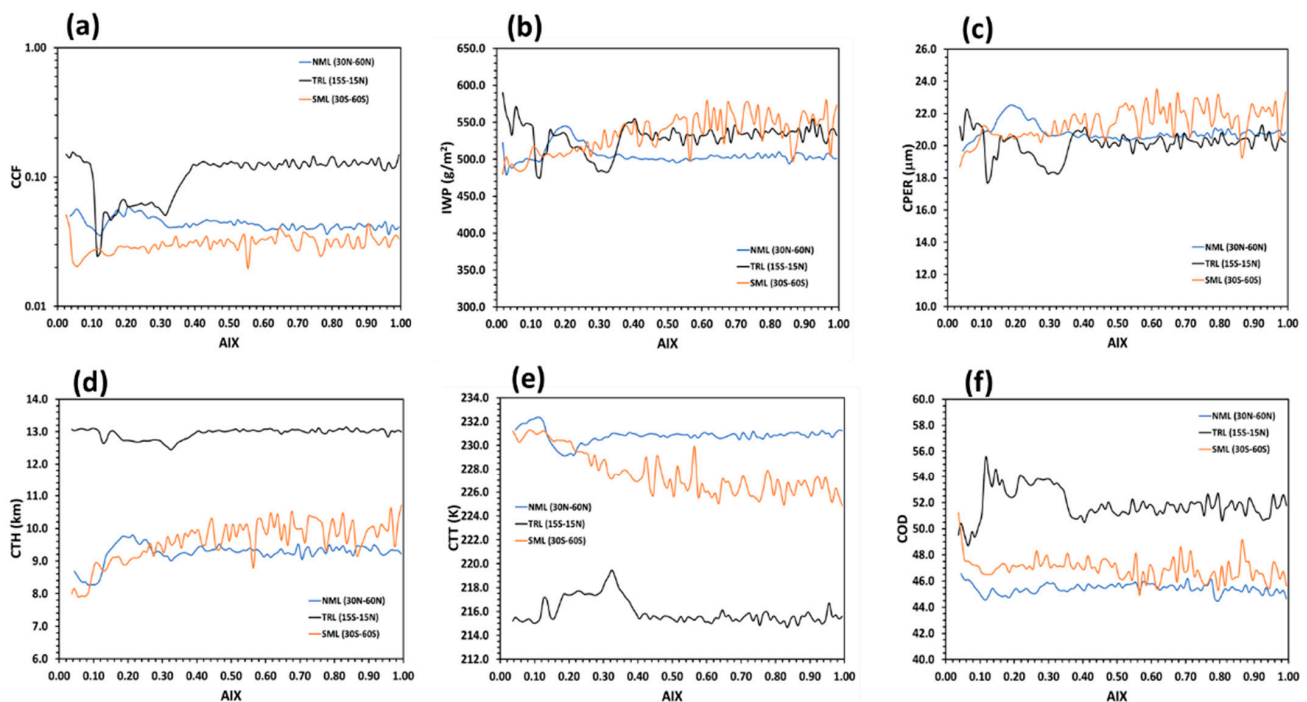 (a)
1.00
0.10
0.01
CCF
NML (30N-60N)
TRL (15S-15N)
SML (30S-60S)
0.00 0.10 0.20 0.30 0.40 0.50 0.60 0.70 0.80 0.90 1.00
AIX
(b)
650.0
600.0
550.0
500.0
450.0
400.0
350.0
300.0
IWP (g/m²)
NML (30N-60N)
TRL (15S-15N)
SML (30S-60S)
0.00 0.10 0.20 0.30 0.40 0.50 0.60 0.70 0.80 0.90 1.00
AIX
(c)
26.0
24.0
22.0
20.0
18.0
16.0
14.0
12.0
10.0
CPER (μm)
NML (30N-60N)
TRL (15S-15N)
SML (30S-60S)
0.00 0.10 0.20 0.30 0.40 0.50 0.60 0.70 0.80 0.90 1.00
AIX
(d)
14.0
13.0
12.0
11.0
10.0
9.0
8.0
7.0
6.0
CTH (km)
NML (30N-60N)
TRL (15S-15N)
SML (30S-60S)
0.00 0.10 0.20 0.30 0.40 0.50 0.60 0.70 0.80 0.90 1.00
AIX
(e)
234.0
232.0
230.0
228.0
226.0
224.0
222.0
220.0
218.0
216.0
214.0
212.0
CTT (K)
NML (30N-60N)
TRL (15S-15N)
SML (30S-60S)
0.00 0.10 0.20 0.30 0.40 0.50 0.60 0.70 0.80 0.90 1.00
AIX
(f)
60.0
58.0
56.0
54.0
52.0
50.0
48.0
46.0
44.0
42.0
40.0
COD
NML (30N-60N)
TRL (15S-15N)
SML (30S-60S)
0.00 0.10 0.20 0.30 0.40 0.50 0.60 0.70 0.80 0.90 1.00
AIX